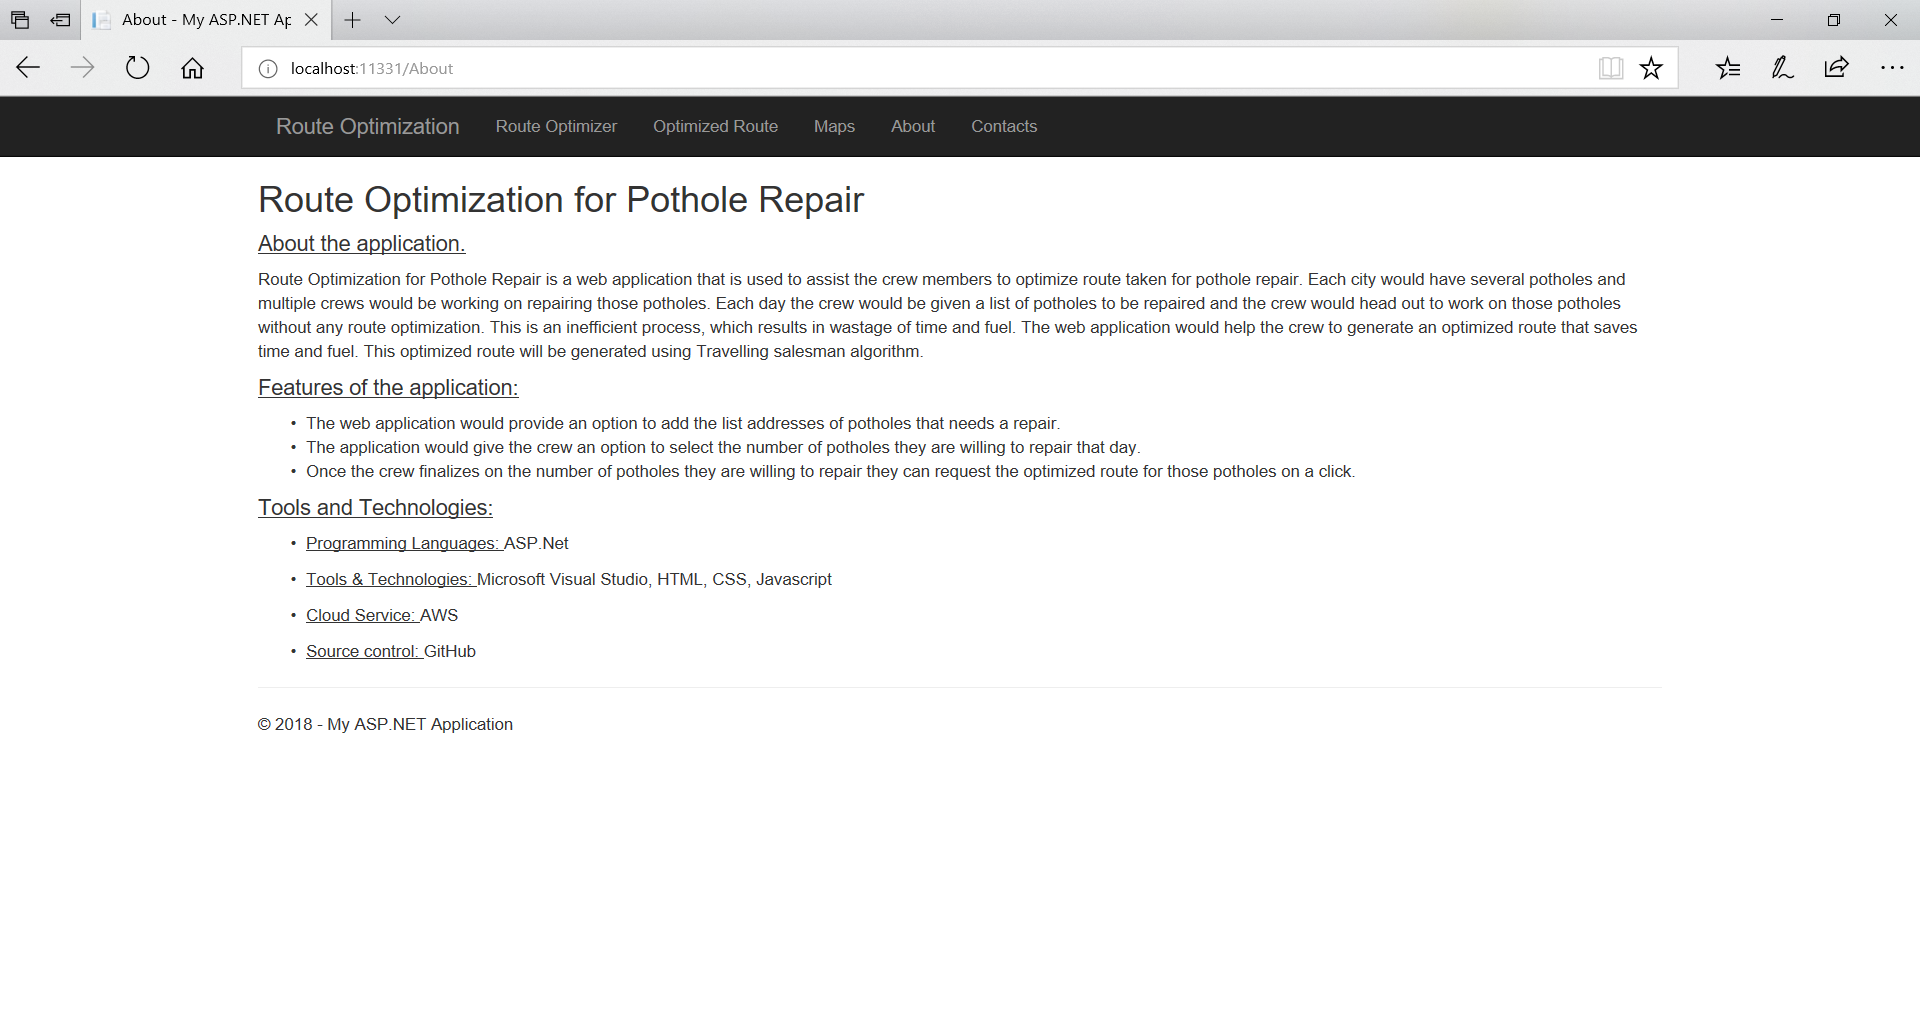 About - My ASP.NET Ap
localhost:11331/About
Route Optimization Route Optimizer Optimized Route Maps About Contacts
Route Optimization for Pothole Repair
About the application.
Route Optimization for Pothole Repair is a web application that is used to assist the crew members to optimize route taken for pothole repair. Each city would have several potholes and
multiple crews would be working on repairing those potholes. Each day the crew would be given a list of potholes to be repaired and the crew would head out to work on those potholes
without any route optimization. This is an inefficient process, which results in wastage of time and fuel. The web application would help the crew to generate an optimized route that saves
time and fuel. This optimized route will be generated using Travelling salesman algorithm.
Features of the application:
• The web application would provide an option to add the list addresses of potholes that needs a repair.
• The application would give the crew an option to select the number of potholes they are willing to repair that day.
• Once the crew finalizes on the number of potholes they are willing to repair they can request the optimized route for those potholes on a click.
Tools and Technologies:
• Programming Languages: ASP.Net
• Tools & Technologies: Microsoft Visual Studio, HTML, CSS, Javascript
• Cloud Service: AWS
• Source control: GitHub
© 2018 - My ASP.NET Application